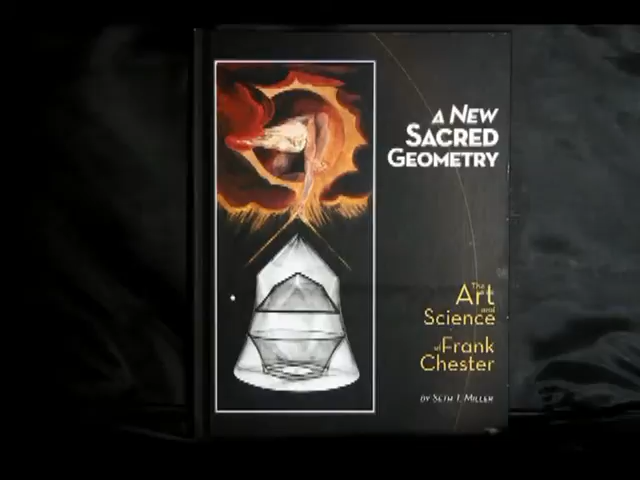 A NEW
SACRED
GEOMETRY
The
Art
and
Science
of Frank
Chester
BY SETH T. MILLER